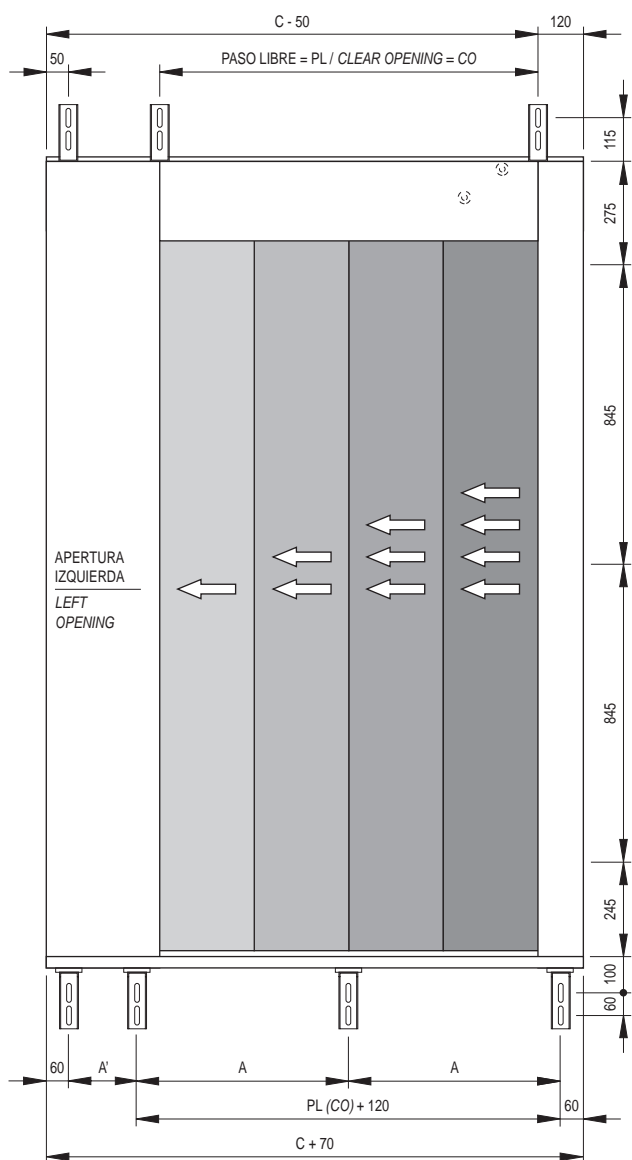 C - 50
120
50
PASO LIBRE = PL / CLEAR OPENING = CO
115
275
845
APERTURA
IZQUIERDA
LEFT
OPENING
845
245
100
60
60
A'
A
A
PL (CO) + 120
60
C + 70